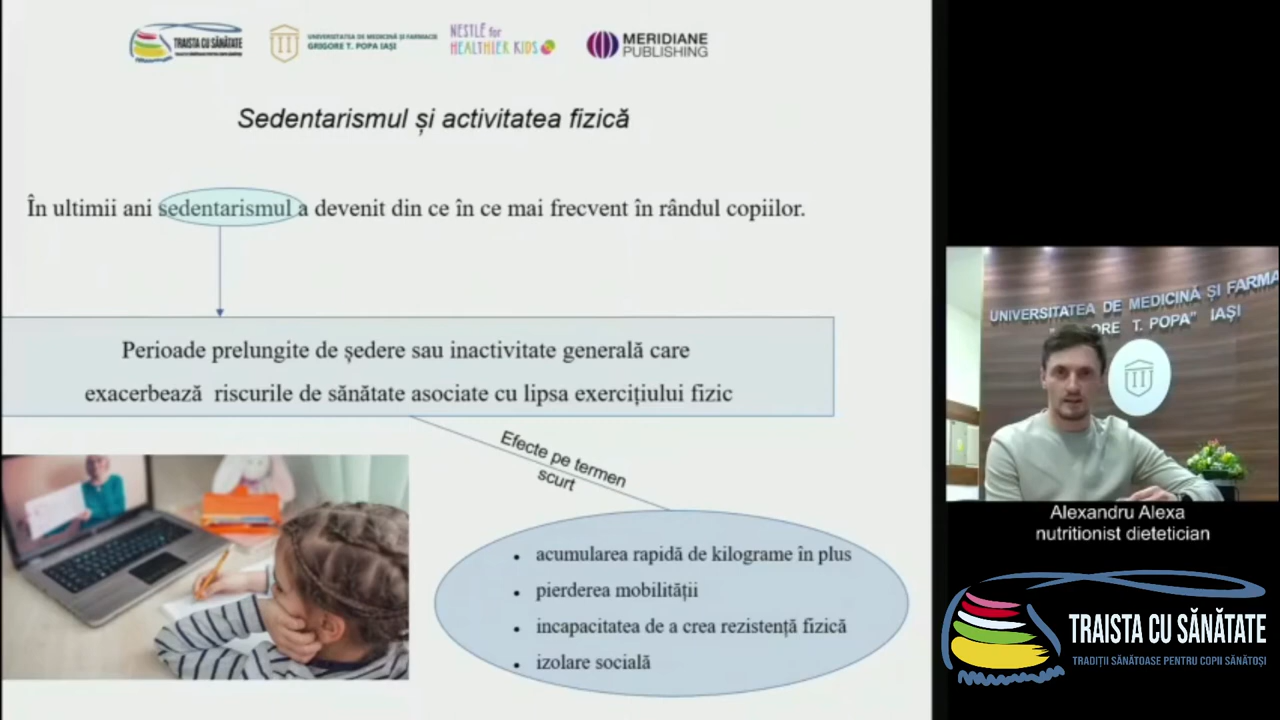 TRAISTA CU SĂNĂTATE
UNIVERSITATEA DE MEDICINĂ ȘI FARMACIE
GRIGORE T. POPA IAȘI
NESTLÉ for
HEALTHIER KIDS
MERIDIANE
PUBLISHING
Sedentarismul și activitatea fizică
În ultimii ani sedentarismul a devenit din ce în ce mai frecvent în rândul copiilor.
Perioade prelungite de ședere sau inactivitate generală care
exacerbează riscurile de sănătate asociate cu lipsa exercițiului fizic
Efecte pe termen
scurt
• acumularea rapidă de kilograme în plus
• pierderea mobilității
• incapacitatea de a crea rezistență fizică
• izolare socială
UNIVERSITATEA DE MEDICINĂ ȘI FARMA
T. POPA" IAȘI
Alexandru Alexa
nutritionist dietetician
TRAISTA CU SĂNĂTATE
TRADIȚII SĂNĂTOASE PENTRU COPII SĂNĂTOȘI